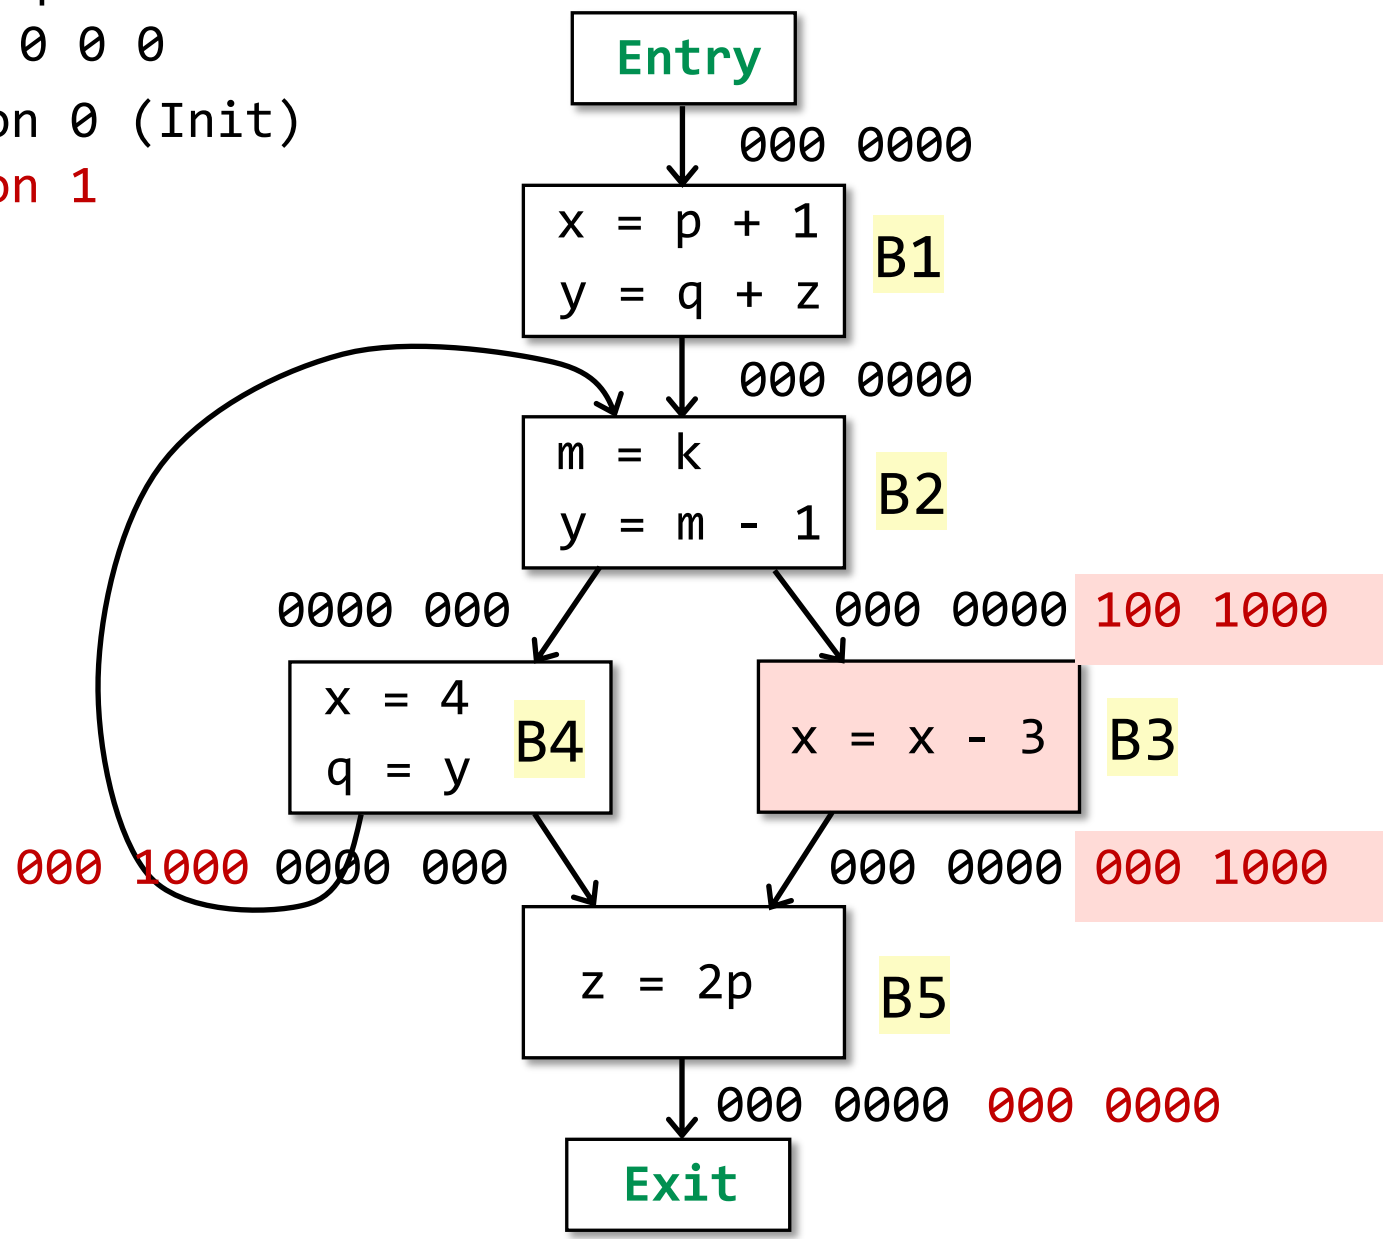 0 0 0
on 0 (Init)
on 1
Entry
000 0000
x = p + 1
y = q + z
B1
000 0000
m = k
y = m - 1
B2
0000 000
000 0000 100 1000
x = 4
q = y
B4
x = x - 3
B3
000 1000 0000 000
000 0000 000 1000
z = 2p
B5
000 0000 000 0000
Exit